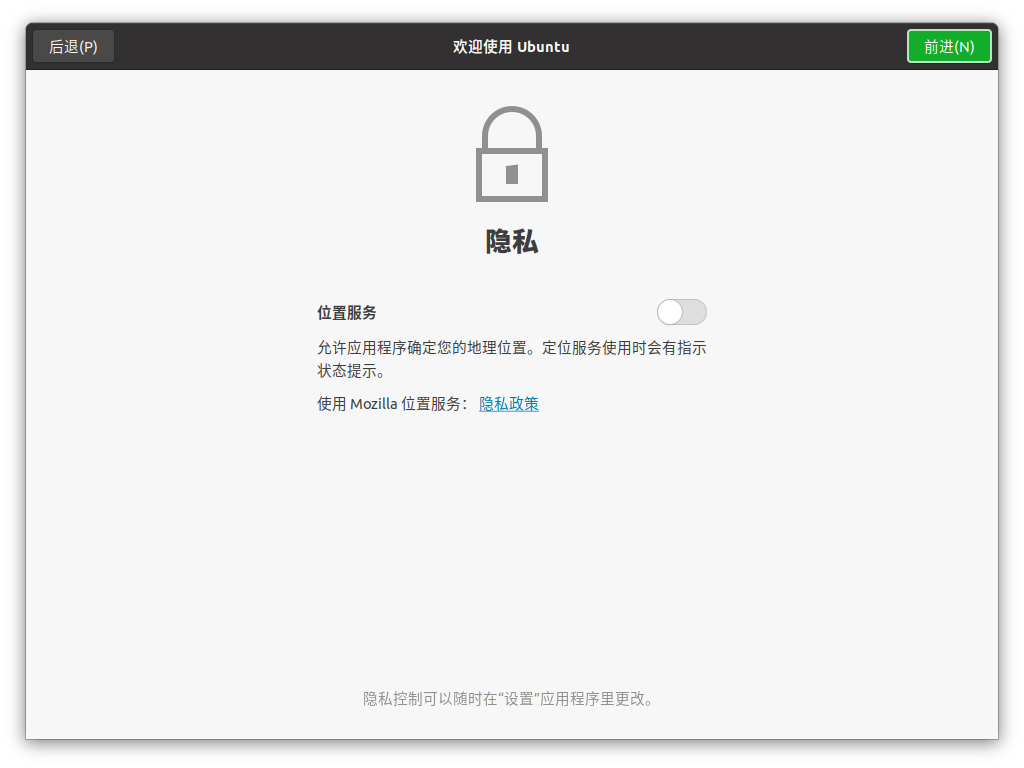 后退(P)
欢迎使用 Ubuntu
前进(N)
隐私
位置服务
允许应用程序确定您的地理位置。定位服务使用时会有指示
状态提示。
使用 Mozilla 位置服务： 隐私政策
隐私控制可以随时在“设置”应用程序里更改。